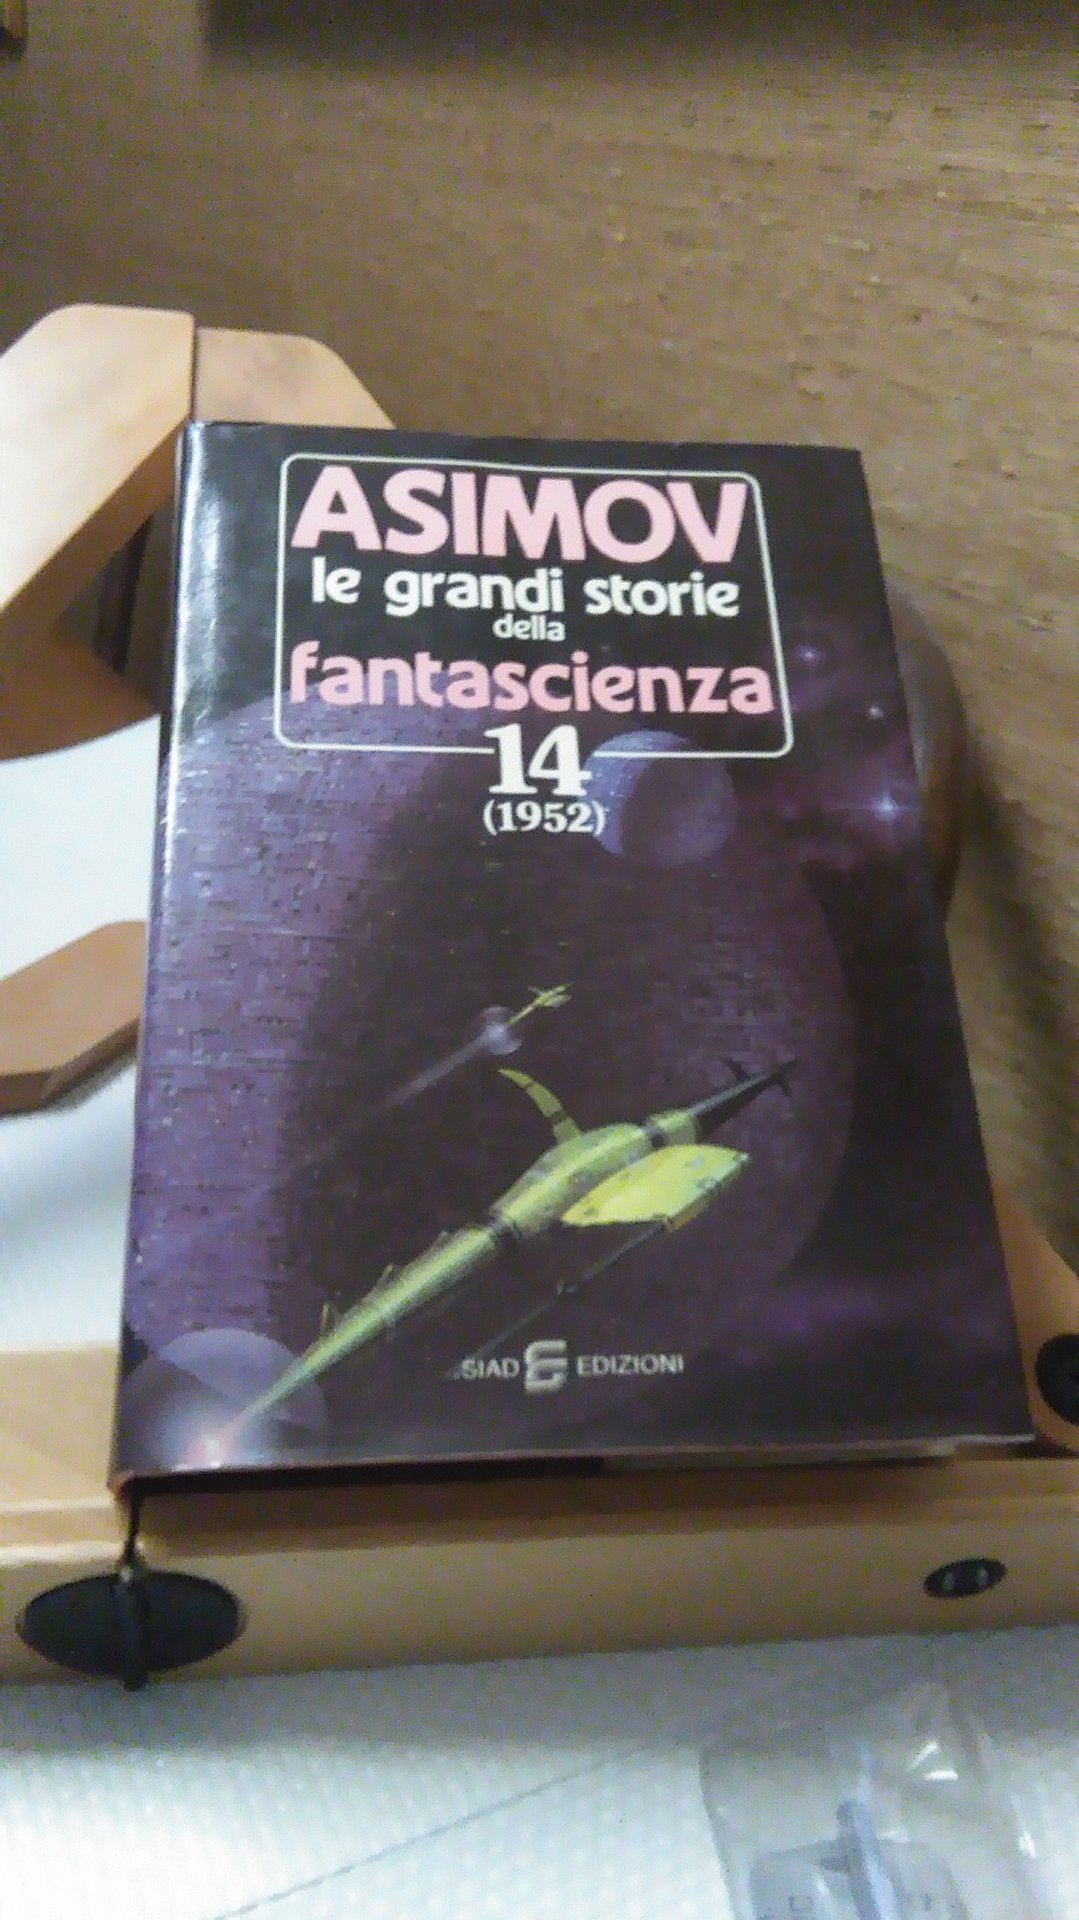 ASIMOV
le grandi storie
della
fantascienza
14
(1952)
SIAD EDIZIONI